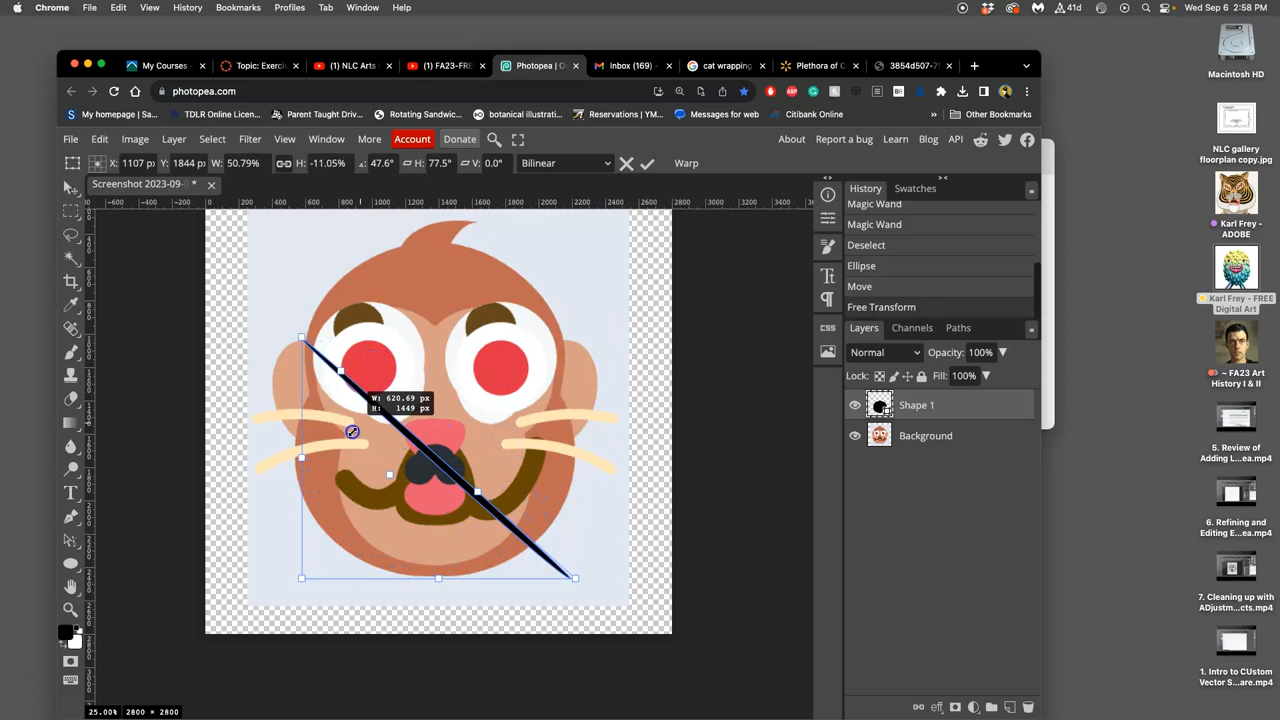 Chrome File Edit View History Bookmarks Profiles Tab Window Help
41d
Wed Sep 6 2:58 PM
My Courses - Topic: Exerci (1) NLC Arts (1) FA23-FRE Photopea | O Inbox (169) - cat wrapping Plethora of C 3854d507-7
photopea.com
My homepage | Sa... TDLR Online Licen... Parent Taught Driv... Rotating Sandwic... botanical illustrati... Reservations / YM... Messages for web Citibank Online Other Bookmarks
File Edit Image Layer Select Filter View Window More Account Donate
About Report a bug Learn Blog API
X: 1107 p Y: 1844 p W: 50.79% H: -11.05% 47.6° H: 77.5° V: 0.0° Bilinear Warp
Screenshot 2023-09- *
History Swatches
Magic Wand
Magic Wand
Deselect
Ellipse
Move
Free Transform
Layers Channels Paths
Normal Opacity: 100%
Lock: Fill: 100%
Shape 1
Background
CSS
W: 620.69 px
H: 1449 px
eff
25.00% 2800 × 2800
Macintosh HD
NLC gallery
floorplan copy.jpg
Karl Frey -
ADOBE
Karl Frey - FREE
Digital Art
~ FA23 Art
History I & II
5. Review of
Adding L...ea.mp4
6. Refining and
Editing E...ea.mp4
7. Cleaning up with
ADjustm...cts.mp4
1. Intro to CUstom
Vector S...are.mp4